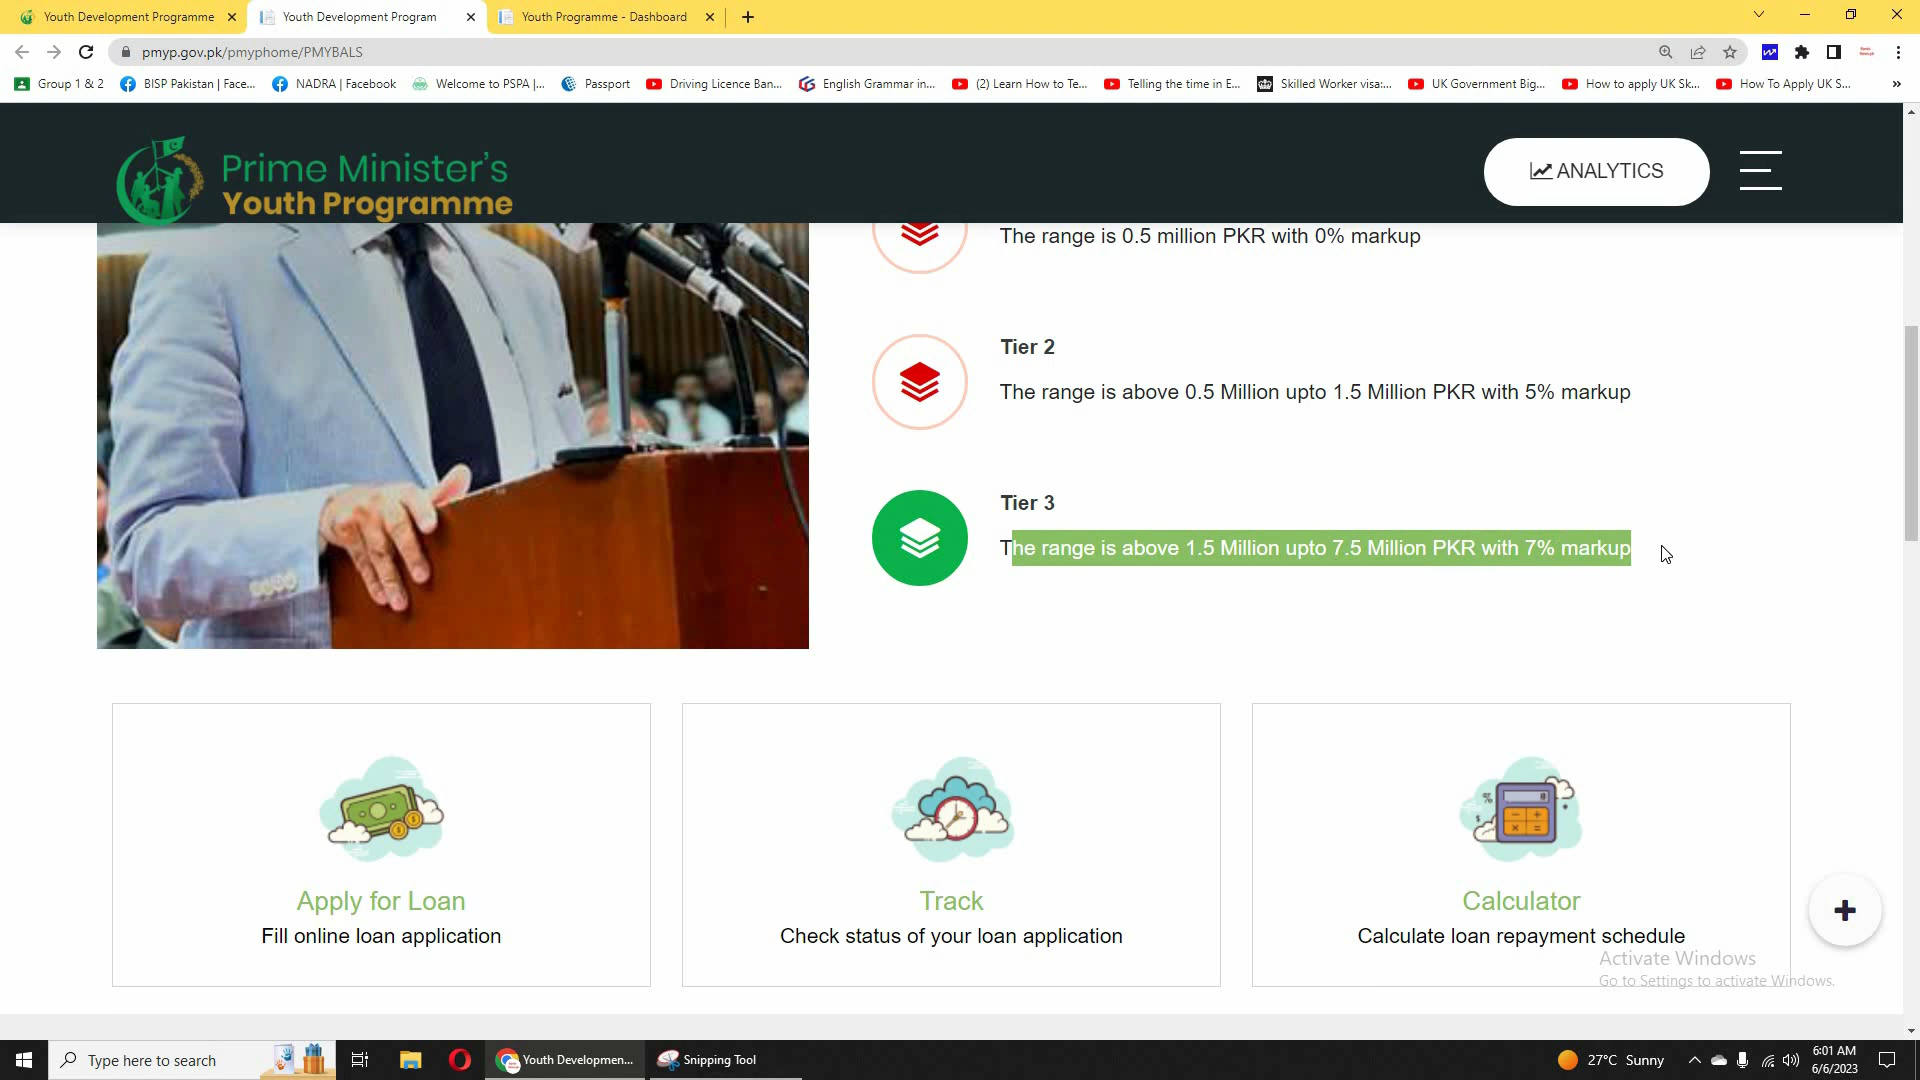 Youth Development Programme
Youth Development Program
Youth Programme - Dashboard
pmyp.gov.pk/pmyphome/PMYBALS
Group 1 & 2
BISP Pakistan | Face...
NADRA | Facebook
Welcome to PSPA |...
Passport
Driving Licence Ban...
English Grammar in...
(2) Learn How to Te...
Telling the time in E...
Skilled Worker visa:...
UK Government Big...
How to apply UK Sk...
How To Apply UK S...
»
Prime Minister's
Youth Programme
ANALYTICS
The range is 0.5 million PKR with 0% markup
Tier 2
The range is above 0.5 Million upto 1.5 Million PKR with 5% markup
Tier 3
The range is above 1.5 Million upto 7.5 Million PKR with 7% markup
Apply for Loan
Fill online loan application
Track
Check status of your loan application
Calculator
Calculate loan repayment schedule
Activate Windows
Go to Settings to activate Windows.
Type here to search
Youth Developmen...
Snipping Tool
27°C Sunny
6:01 AM
6/6/2023